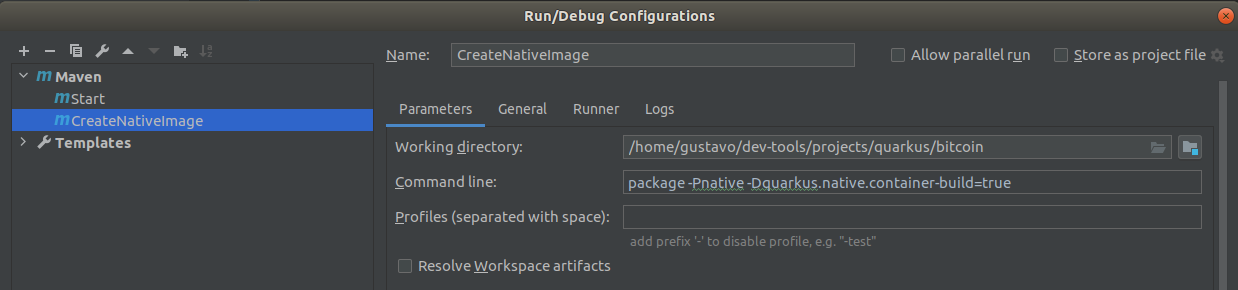 Run/Debug Configurations
Name: CreateNativeImage
Allow parallel run
Store as project file
Maven
Start
CreateNativeImage
Templates
Parameters General Runner Logs
Working directory: /home/gustavo/dev-tools/projects/quarkus/bitcoin
Command line: package -Pnative -Dquarkus.native.container-build=true
Profiles (separated with space):
add prefix '-' to disable profile, e.g. "-test"
Resolve Workspace artifacts